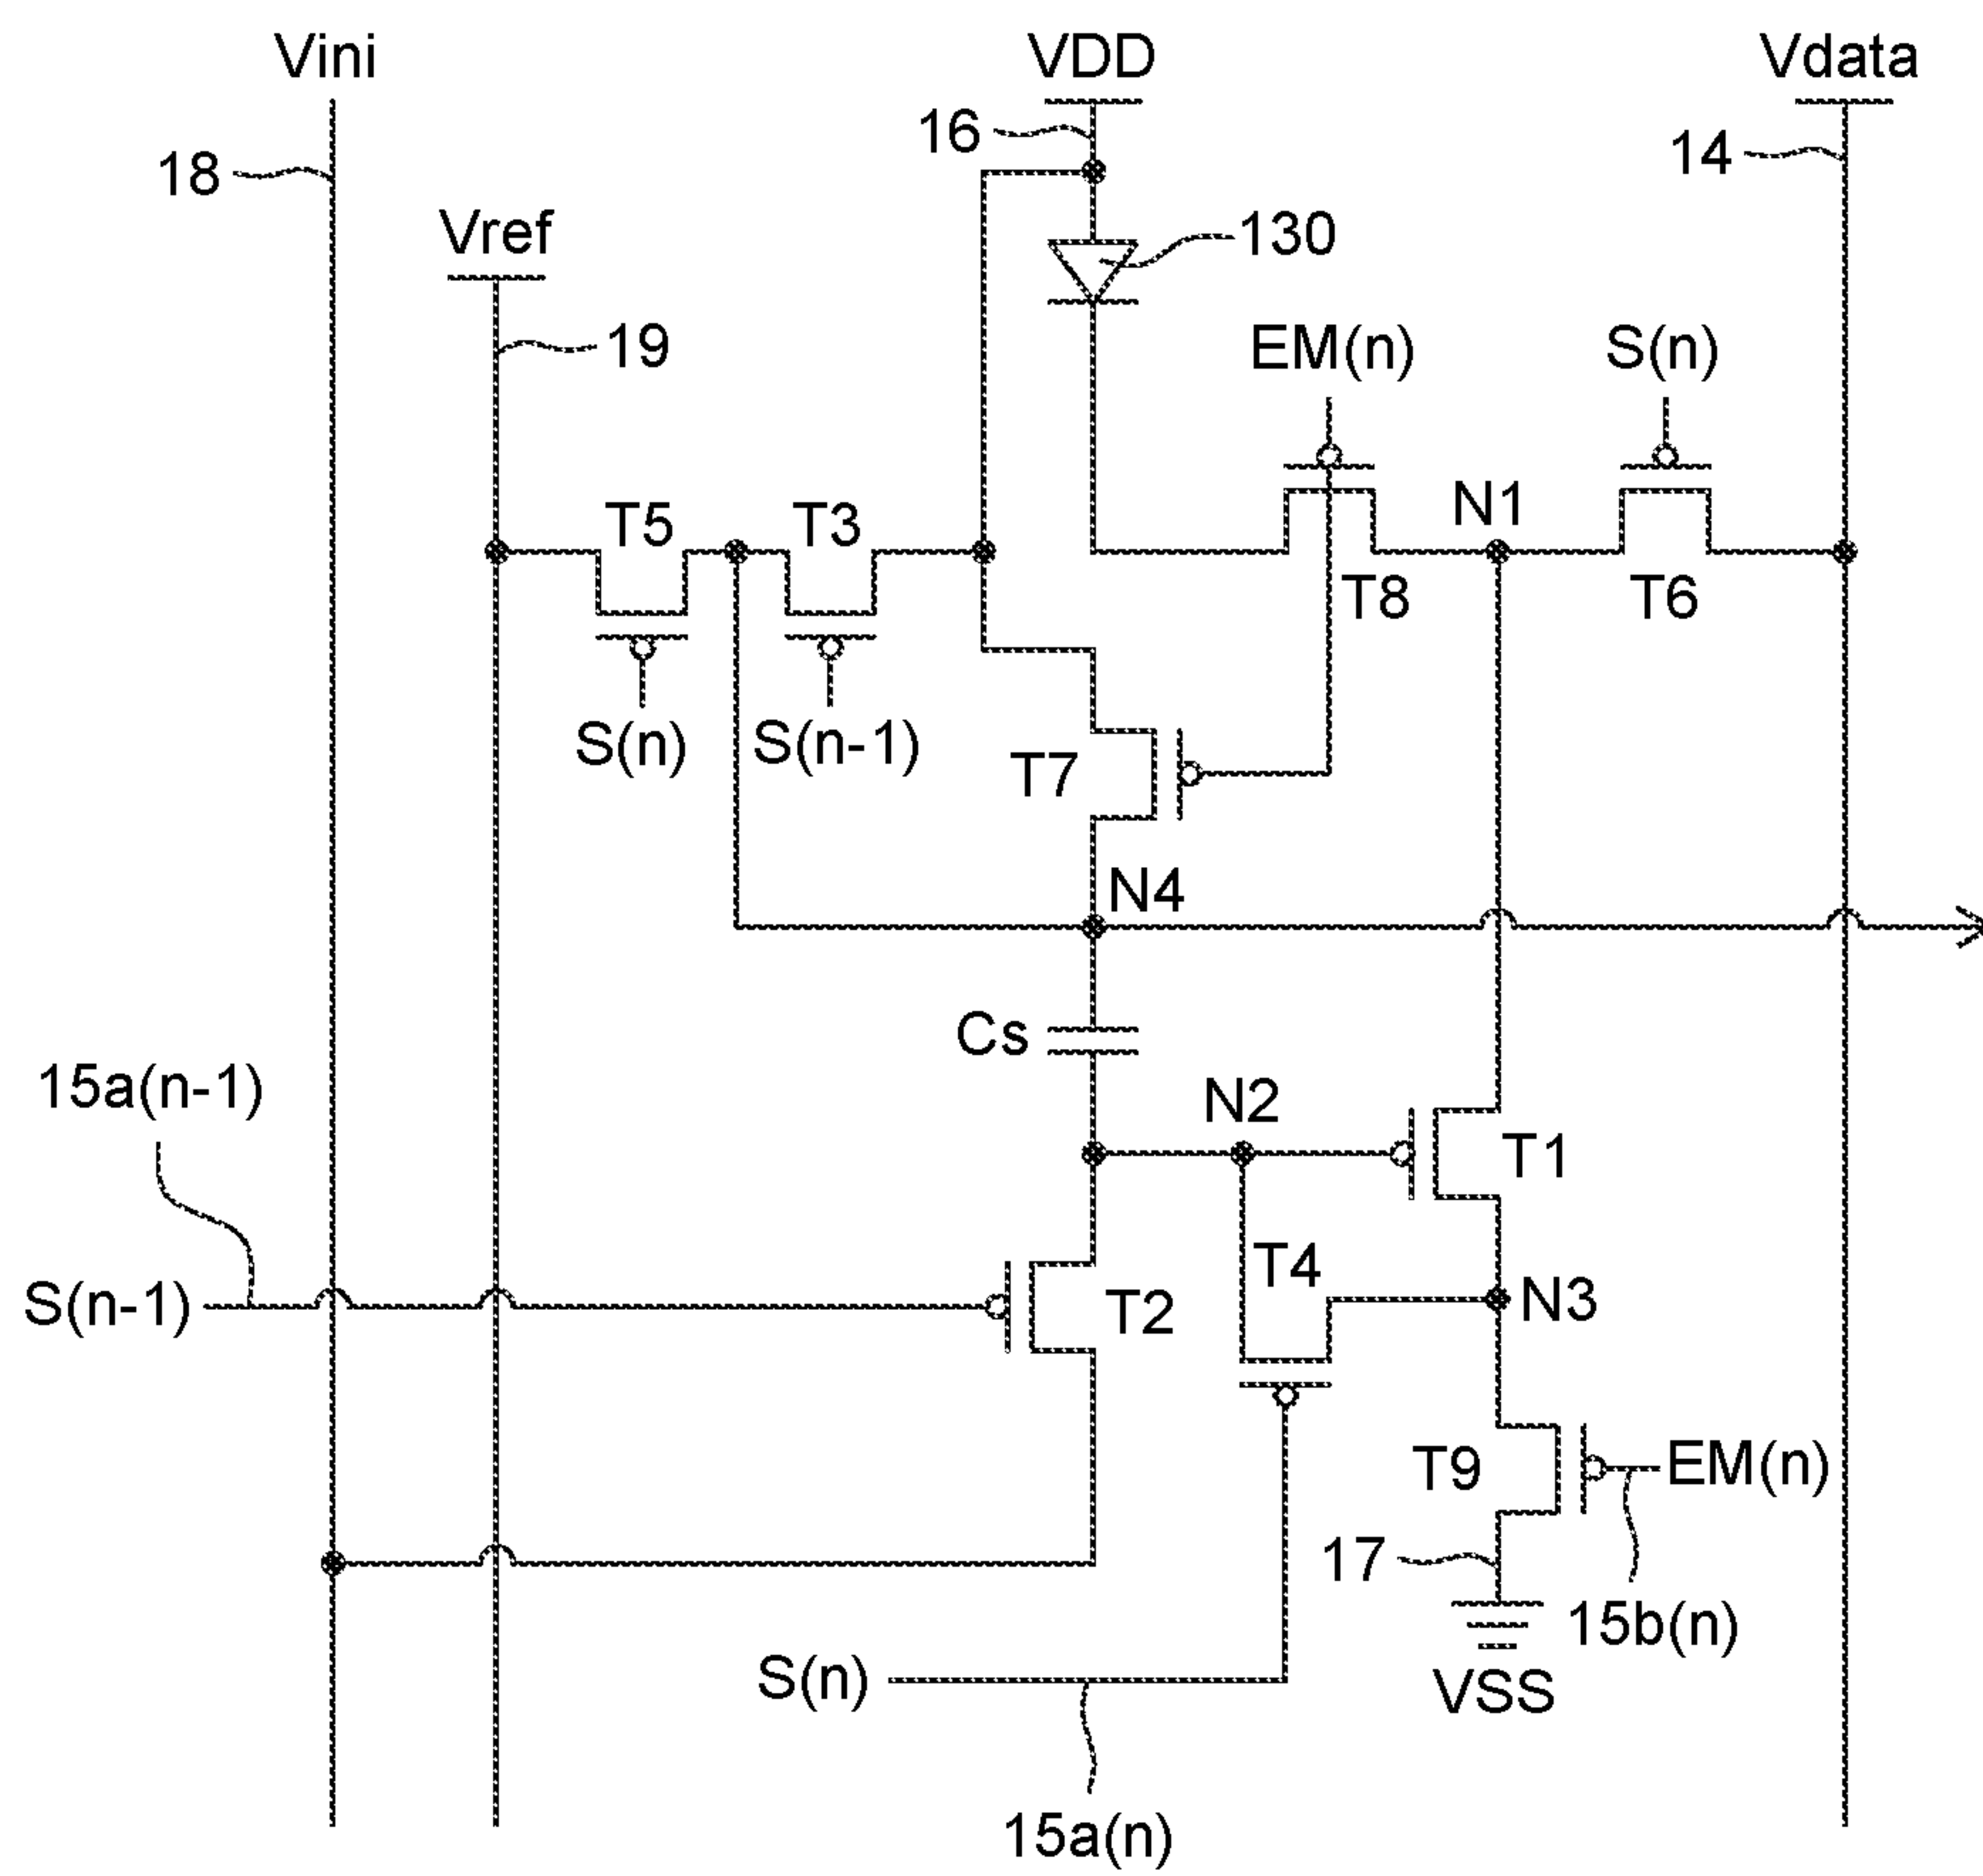 Vini
VDD
Vdata
16
14
18
Vref
130
19
EM(n)
S(n)
N1
T5
T3
T8
T6
S(n)
S(n-1)
T7
N4
Cs
15a(n-1)
N2
T1
T4
S(n-1)
T2
N3
T9
EM(n)
17
15b(n)
S(n)
VSS
15a(n)